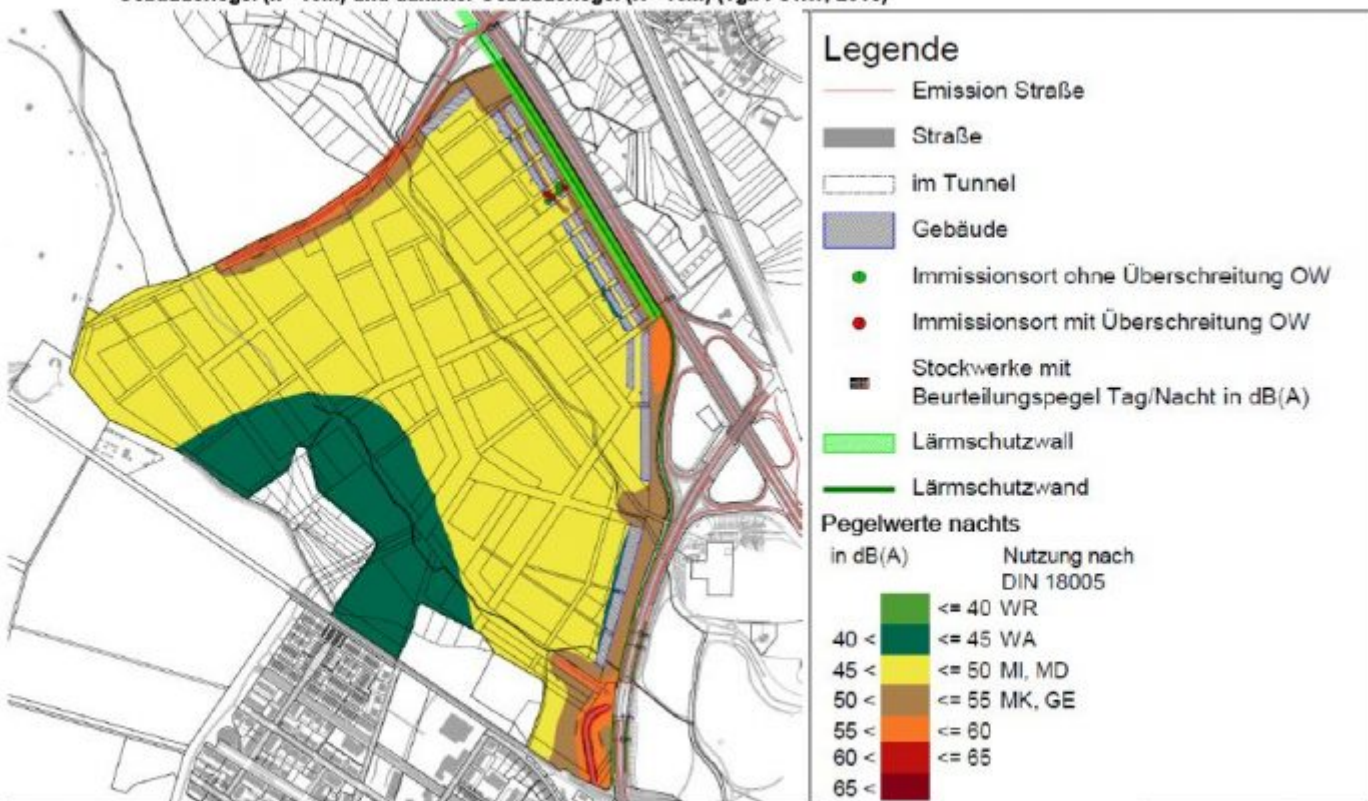 Legende
Emission Straße
Straße
im Tunnel
Gebäude
Immissionsort ohne Überschreitung OW
Immissionsort mit Überschreitung OW
Stockwerke mit
Beurteilungspegel Tag/Nacht in dB(A)
Lärmschutzwall
Lärmschutzwand
Pegelwerte nachts
in dB(A) Nutzung nach
DIN 18005
<= 40 WR
40 < <= 45 WA
45 < <= 50 MI, MD
50 < <= 55 MK, GE
55 < <= 60
60 < <= 65
65 <